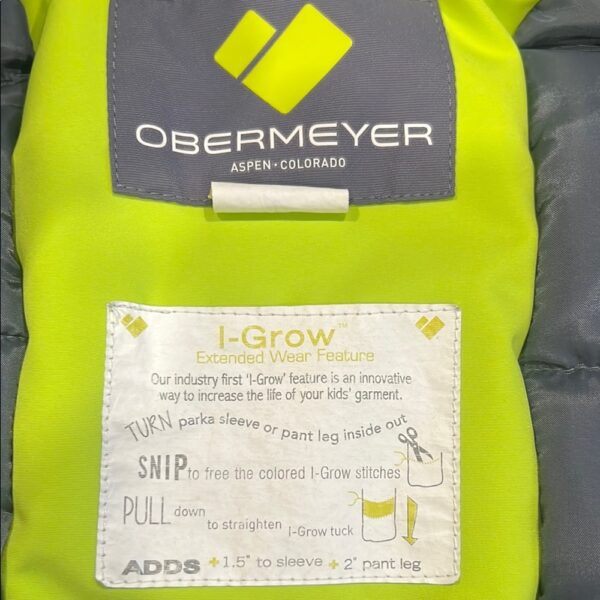 OBERMEYER
ASPEN • COLORADO
I-Grow™
Extended Wear Feature
Our industry first 'I-Grow' feature is an innovative
way to increase the life of your kids' garment.
TURN parka sleeve or pant leg inside out
SNIP to free the colored I-Grow stitches
PULL down
to straighten I-Grow tuck
ADDS + 1.5" to sleeve + 2" pant leg